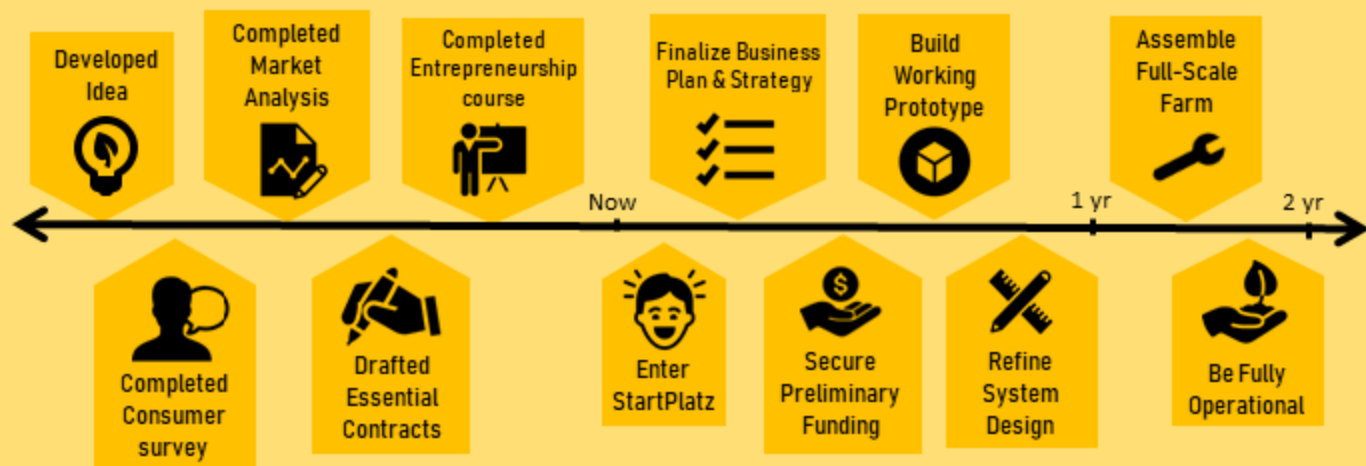 Developed
Idea
Completed
Market
Analysis
Completed
Entrepreneurship
course
Finalize Business
Plan & Strategy
Build
Working
Prototype
Assemble
Full-Scale
Farm
Now
1 yr
2 yr
Completed
Consumer
survey
Drafted
Essential
Contracts
Enter
StartPlatz
$
Secure
Preliminary
Funding
Refine
System
Design
Be Fully
Operational